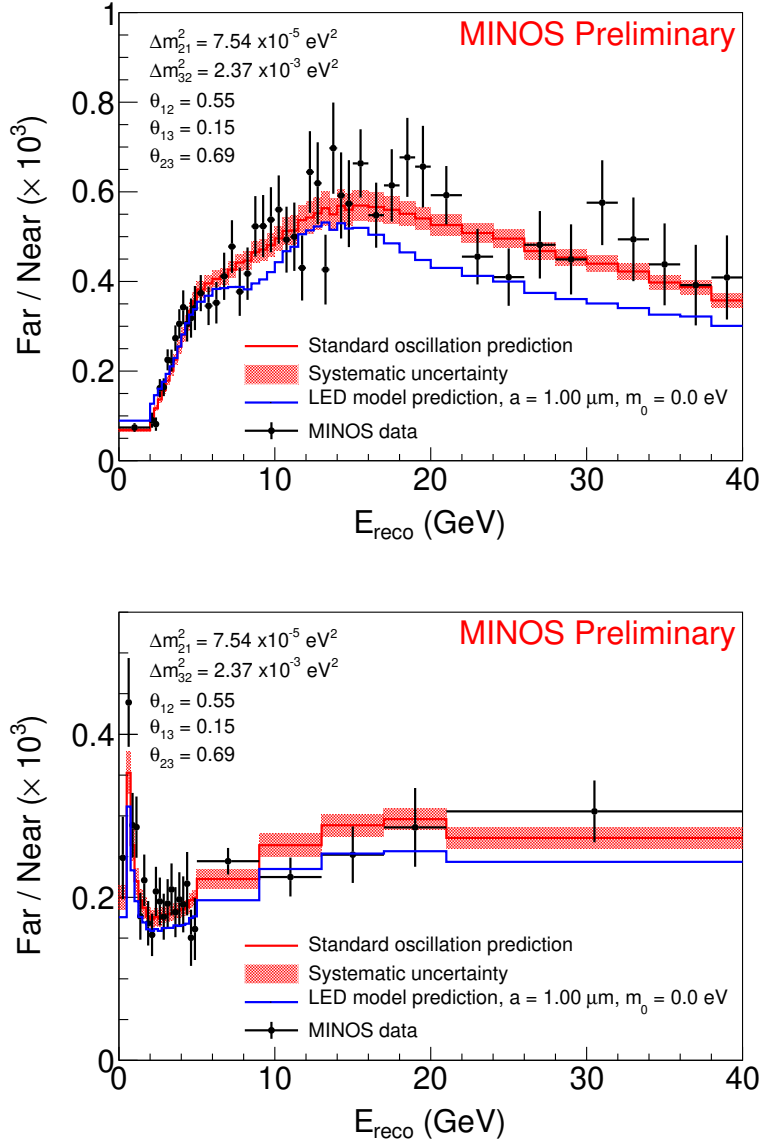 MINOS Preliminary
Δm²₂₁ = 7.54 x10⁻⁵ eV²
Δm²₃₂ = 2.37 x10⁻³ eV²
θ₁₂ = 0.55
θ₁₃ = 0.15
θ₂₃ = 0.69
Far / Near (× 10³)
1
0.8
0.6
0.4
0.2
0
Standard oscillation prediction
Systematic uncertainty
LED model prediction, a = 1.00 μm, m₀ = 0.0 eV
MINOS data
0 10 20 30 40
E_reco (GeV)
MINOS Preliminary
Δm²₂₁ = 7.54 x10⁻⁵ eV²
Δm²₃₂ = 2.37 x10⁻³ eV²
θ₁₂ = 0.55
θ₁₃ = 0.15
θ₂₃ = 0.69
Far / Near (× 10³)
0.4
0.2
0
Standard oscillation prediction
Systematic uncertainty
LED model prediction, a = 1.00 μm, m₀ = 0.0 eV
MINOS data
0 10 20 30 40
E_reco (GeV)